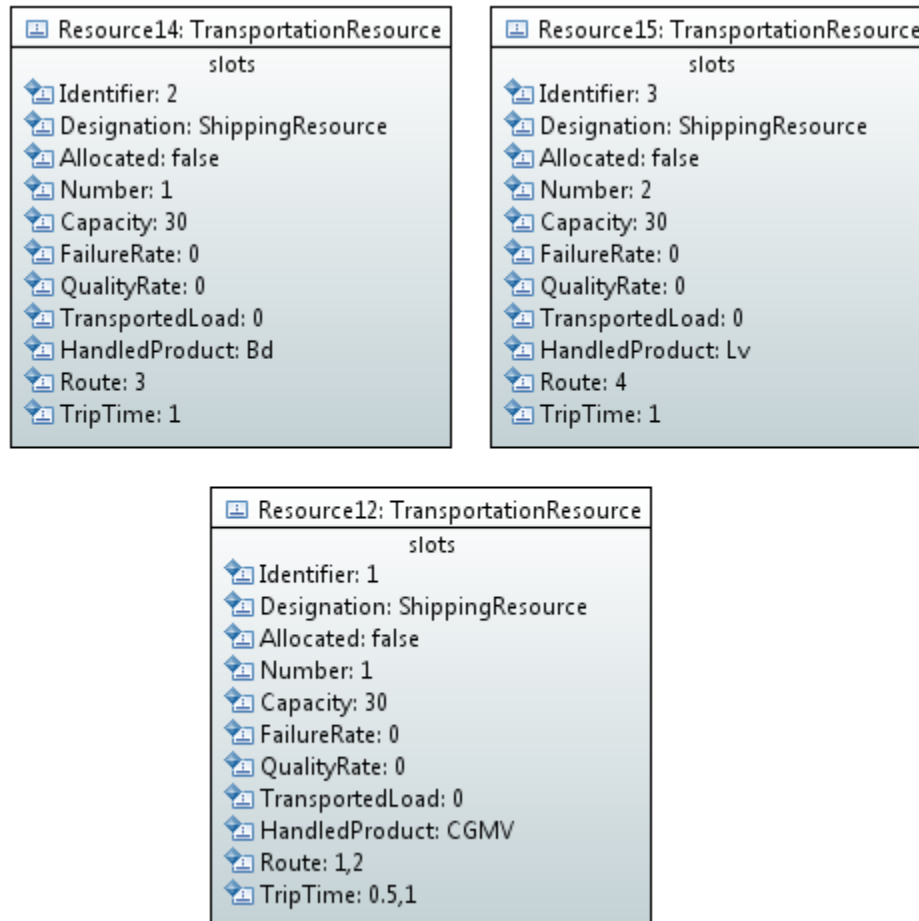 Resource14: TransportationResource
slots
Identifier: 2
Designation: ShippingResource
Allocated: false
Number: 1
Capacity: 30
FailureRate: 0
QualityRate: 0
TransportedLoad: 0
HandledProduct: Bd
Route: 3
TripTime: 1
Resource15: TransportationResource
slots
Identifier: 3
Designation: ShippingResource
Allocated: false
Number: 2
Capacity: 30
FailureRate: 0
QualityRate: 0
TransportedLoad: 0
HandledProduct: Lv
Route: 4
TripTime: 1
Resource12: TransportationResource
slots
Identifier: 1
Designation: ShippingResource
Allocated: false
Number: 1
Capacity: 30
FailureRate: 0
QualityRate: 0
TransportedLoad: 0
HandledProduct: CGMV
Route: 1,2
TripTime: 0.5,1